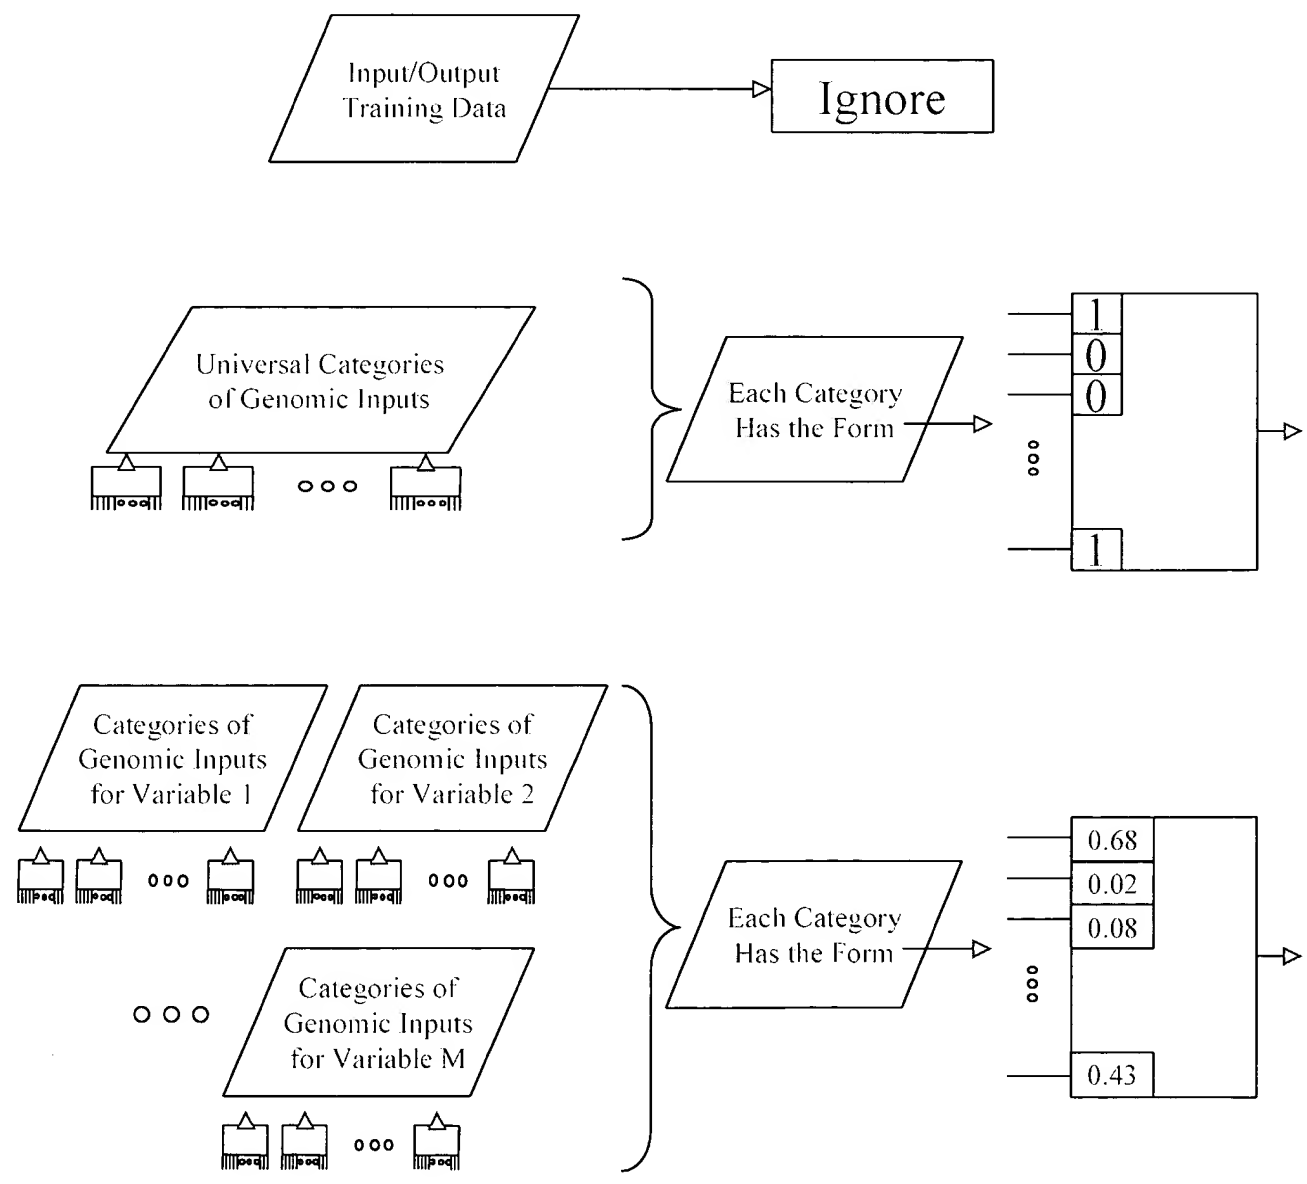 Input/Output
Training Data
Ignore
Universal Categories
of Genomic Inputs
Each Category
Has the Form
1
0
0
1
Categories of
Genomic Inputs
for Variable 1
Categories of
Genomic Inputs
for Variable 2
Categories of
Genomic Inputs
for Variable M
Each Category
Has the Form
0.68
0.02
0.08
0.43